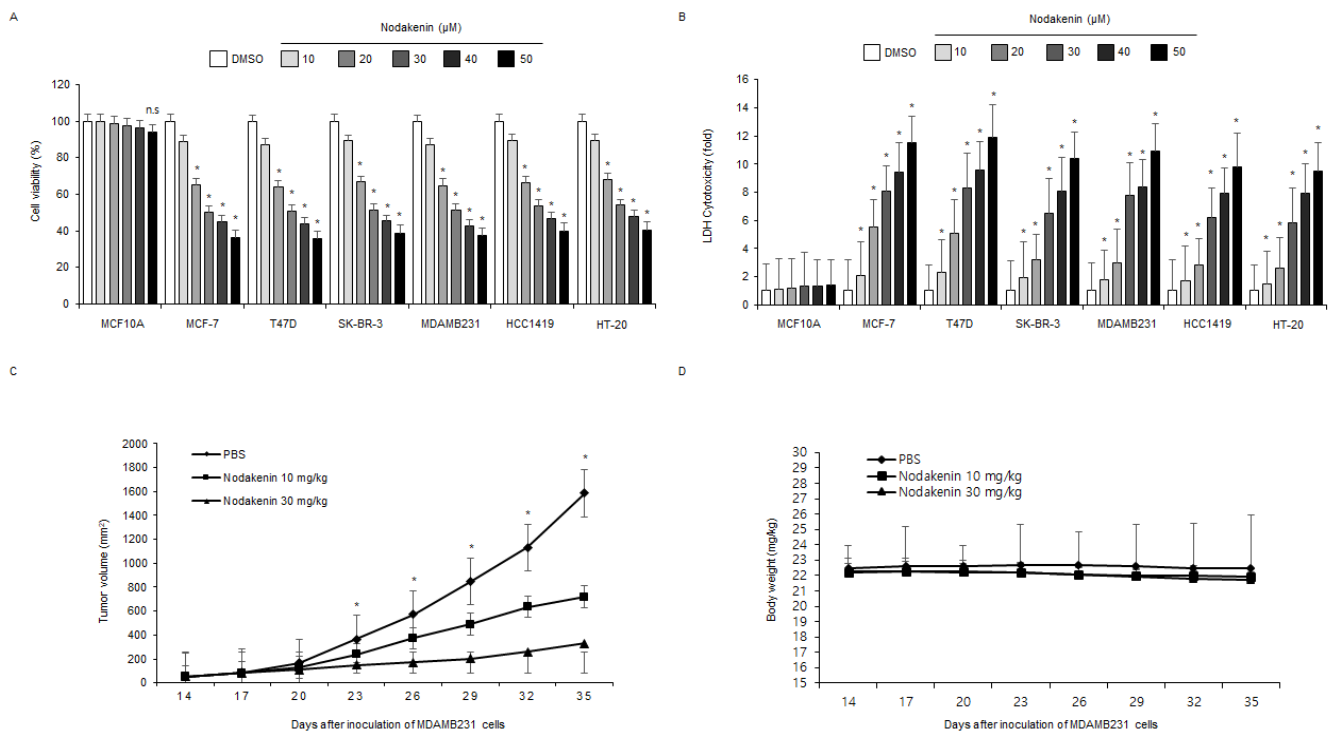 A
Nodakenin (µM)
DMSO 10 20 30 40 50
120
100
80
60
40
20
0
Cell viability (%)
n.s
* * * *
* * * *
* * * *
* * * *
* * * *
* * * *
MCF10A MCF-7 T47D SK-BR-3 MDAMB231 HCC1419 HT-20
B
Nodakenin (µM)
DMSO 10 20 30 40 50
16
14
12
10
8
6
4
2
0
LDH Cytotoxicity (fold)
* * * * *
* * * * *
* * * * *
* * * * *
* * * * *
* * * * *
MCF10A MCF-7 T47D SK-BR-3 MDAMB231 HCC1419 HT-20
C
2000
1800
1600
1400
1200
1000
800
600
400
200
0
Tumor volume (mm²)
PBS
Nodakenin 10 mg/kg
Nodakenin 30 mg/kg
* * * * *
14 17 20 23 26 29 32 35
Days after inoculation of MDAMB231 cells
D
30
29
28
27
26
25
24
23
22
21
20
19
18
17
16
15
Body weight (mg/kg)
PBS
Nodakenin 10 mg/kg
Nodakenin 30 mg/kg
14 17 20 23 26 29 32 35
Days after inoculation of MDAMB231 cells